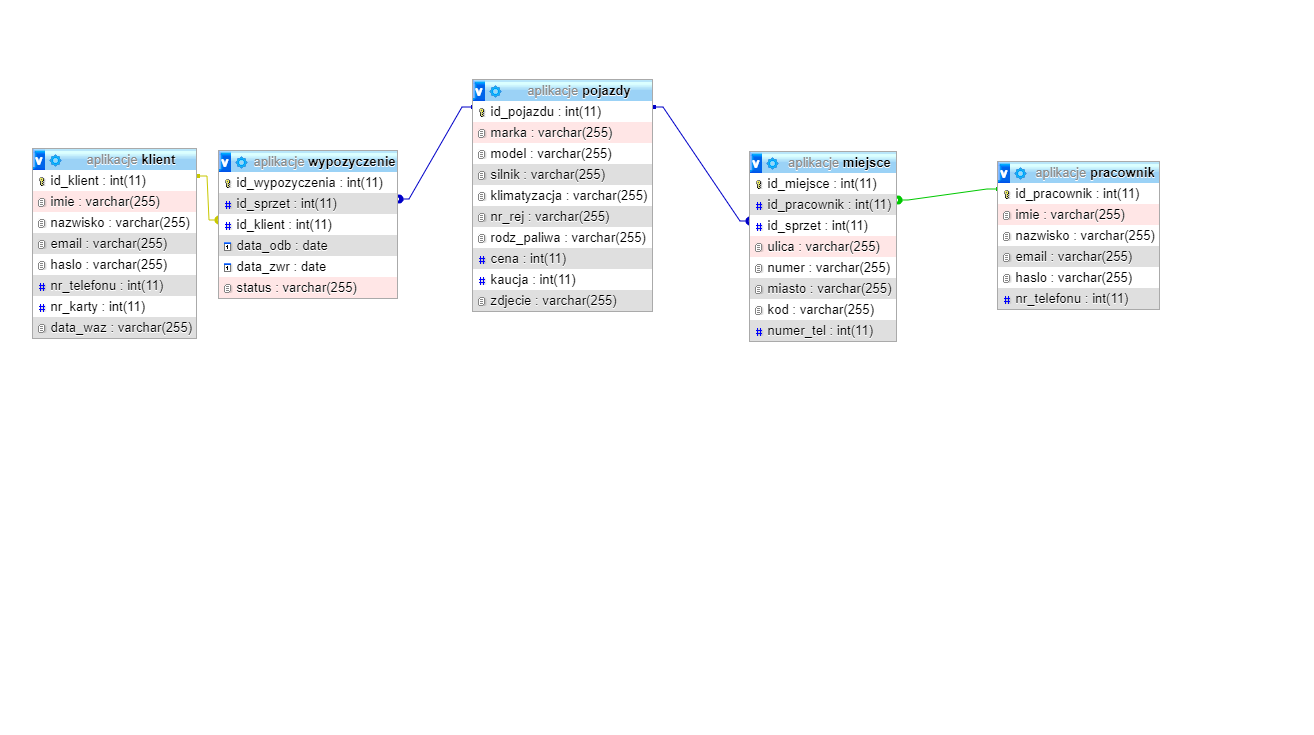 aplikacje klient
id_klient : int(11)
imie : varchar(255)
nazwisko : varchar(255)
email : varchar(255)
haslo : varchar(255)
nr_telefonu : int(11)
nr_karty : int(11)
data_waz : varchar(255)
aplikacje wypozyczenie
id_wypozyczenia : int(11)
id_sprzet : int(11)
id_klient : int(11)
data_odb : date
data_zwr : date
status : varchar(255)
aplikacje pojazdy
id_pojazdu : int(11)
marka : varchar(255)
model : varchar(255)
silnik : varchar(255)
klimatyzacja : varchar(255)
nr_rej : varchar(255)
rodz_paliwa : varchar(255)
cena : int(11)
kaucja : int(11)
zdjecie : varchar(255)
aplikacje miejsce
id_miejsce : int(11)
id_pracownik : int(11)
id_sprzet : int(11)
ulica : varchar(255)
numer : varchar(255)
miasto : varchar(255)
kod : varchar(255)
numer_tel : int(11)
aplikacje pracownik
id_pracownik : int(11)
imie : varchar(255)
nazwisko : varchar(255)
email : varchar(255)
haslo : varchar(255)
nr_telefonu : int(11)